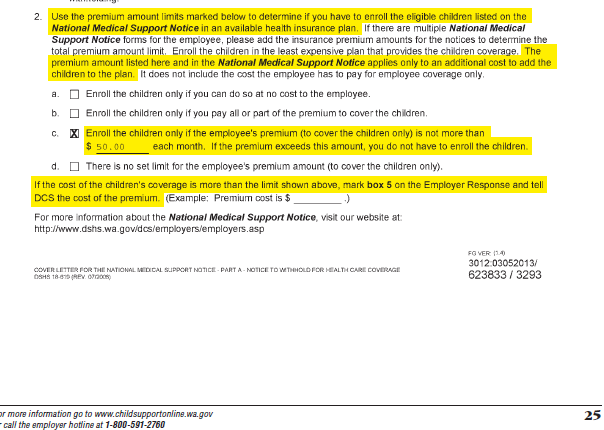 withholding.
2. Use the premium amount limits marked below to determine if you have to enroll the eligible children listed on the
National Medical Support Notice in an available health insurance plan. If there are multiple National Medical
Support Notice forms for the employee, please add the insurance premium amounts for the notices to determine the
total premium amount limit. Enroll the children in the least expensive plan that provides the children coverage. The
premium amount listed here and in the National Medical Support Notice applies only to an additional cost to add the
children to the plan. It does not include the cost the employee has to pay for employee coverage only.
a. ☐ Enroll the children only if you can do so at no cost to the employee.
b. ☐ Enroll the children only if you pay all or part of the premium to cover the children.
c. ☒ Enroll the children only if the employee's premium (to cover the children only) is not more than
$ 50.00 each month. If the premium exceeds this amount, you do not have to enroll the children.
d. ☐ There is no set limit for the employee's premium amount (to cover the children only).
If the cost of the children's coverage is more than the limit shown above, mark box 5 on the Employer Response and tell
DCS the cost of the premium. (Example: Premium cost is $ ________ .)
For more information about the National Medical Support Notice, visit our website at:
http://www.dshs.wa.gov/dcs/employers/employers.asp
FG VER: (1.4)
3012:03052013/
623833 / 3293
COVER LETTER FOR THE NATIONAL MEDICAL SUPPORT NOTICE - PART A - NOTICE TO WITHHOLD FOR HEALTH CARE COVERAGE
DSHS 18-619 (REV. 07/2008)
or more information go to www.childsupportonline.wa.gov
r call the employer hotline at 1-800-591-2760
25